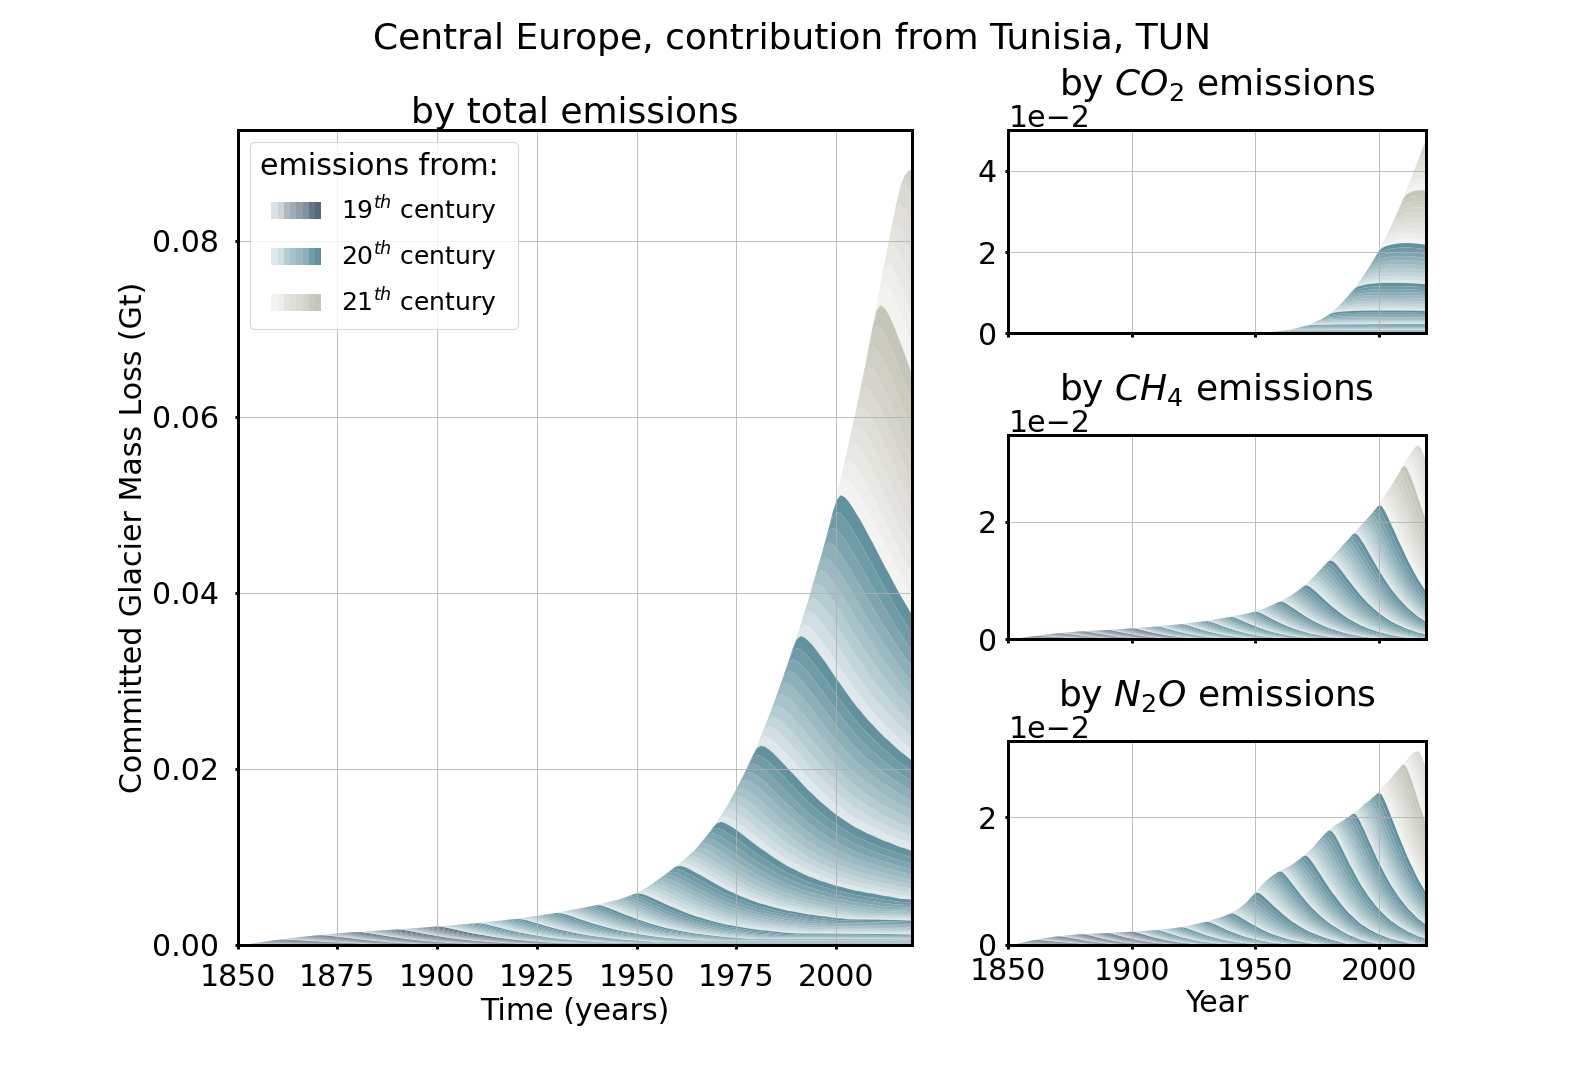 Central Europe, contribution from Tunisia, TUN
by total emissions
emissions from:
19th century
20th century
21th century
Committed Glacier Mass Loss (Gt)
0.08
0.06
0.04
0.02
0.00
1850 1875 1900 1925 1950 1975 2000
Time (years)
by CO2 emissions
1e−2
4
2
0
by CH4 emissions
1e−2
2
0
by N2O emissions
1e−2
2
0
1850 1900 1950 2000
Year